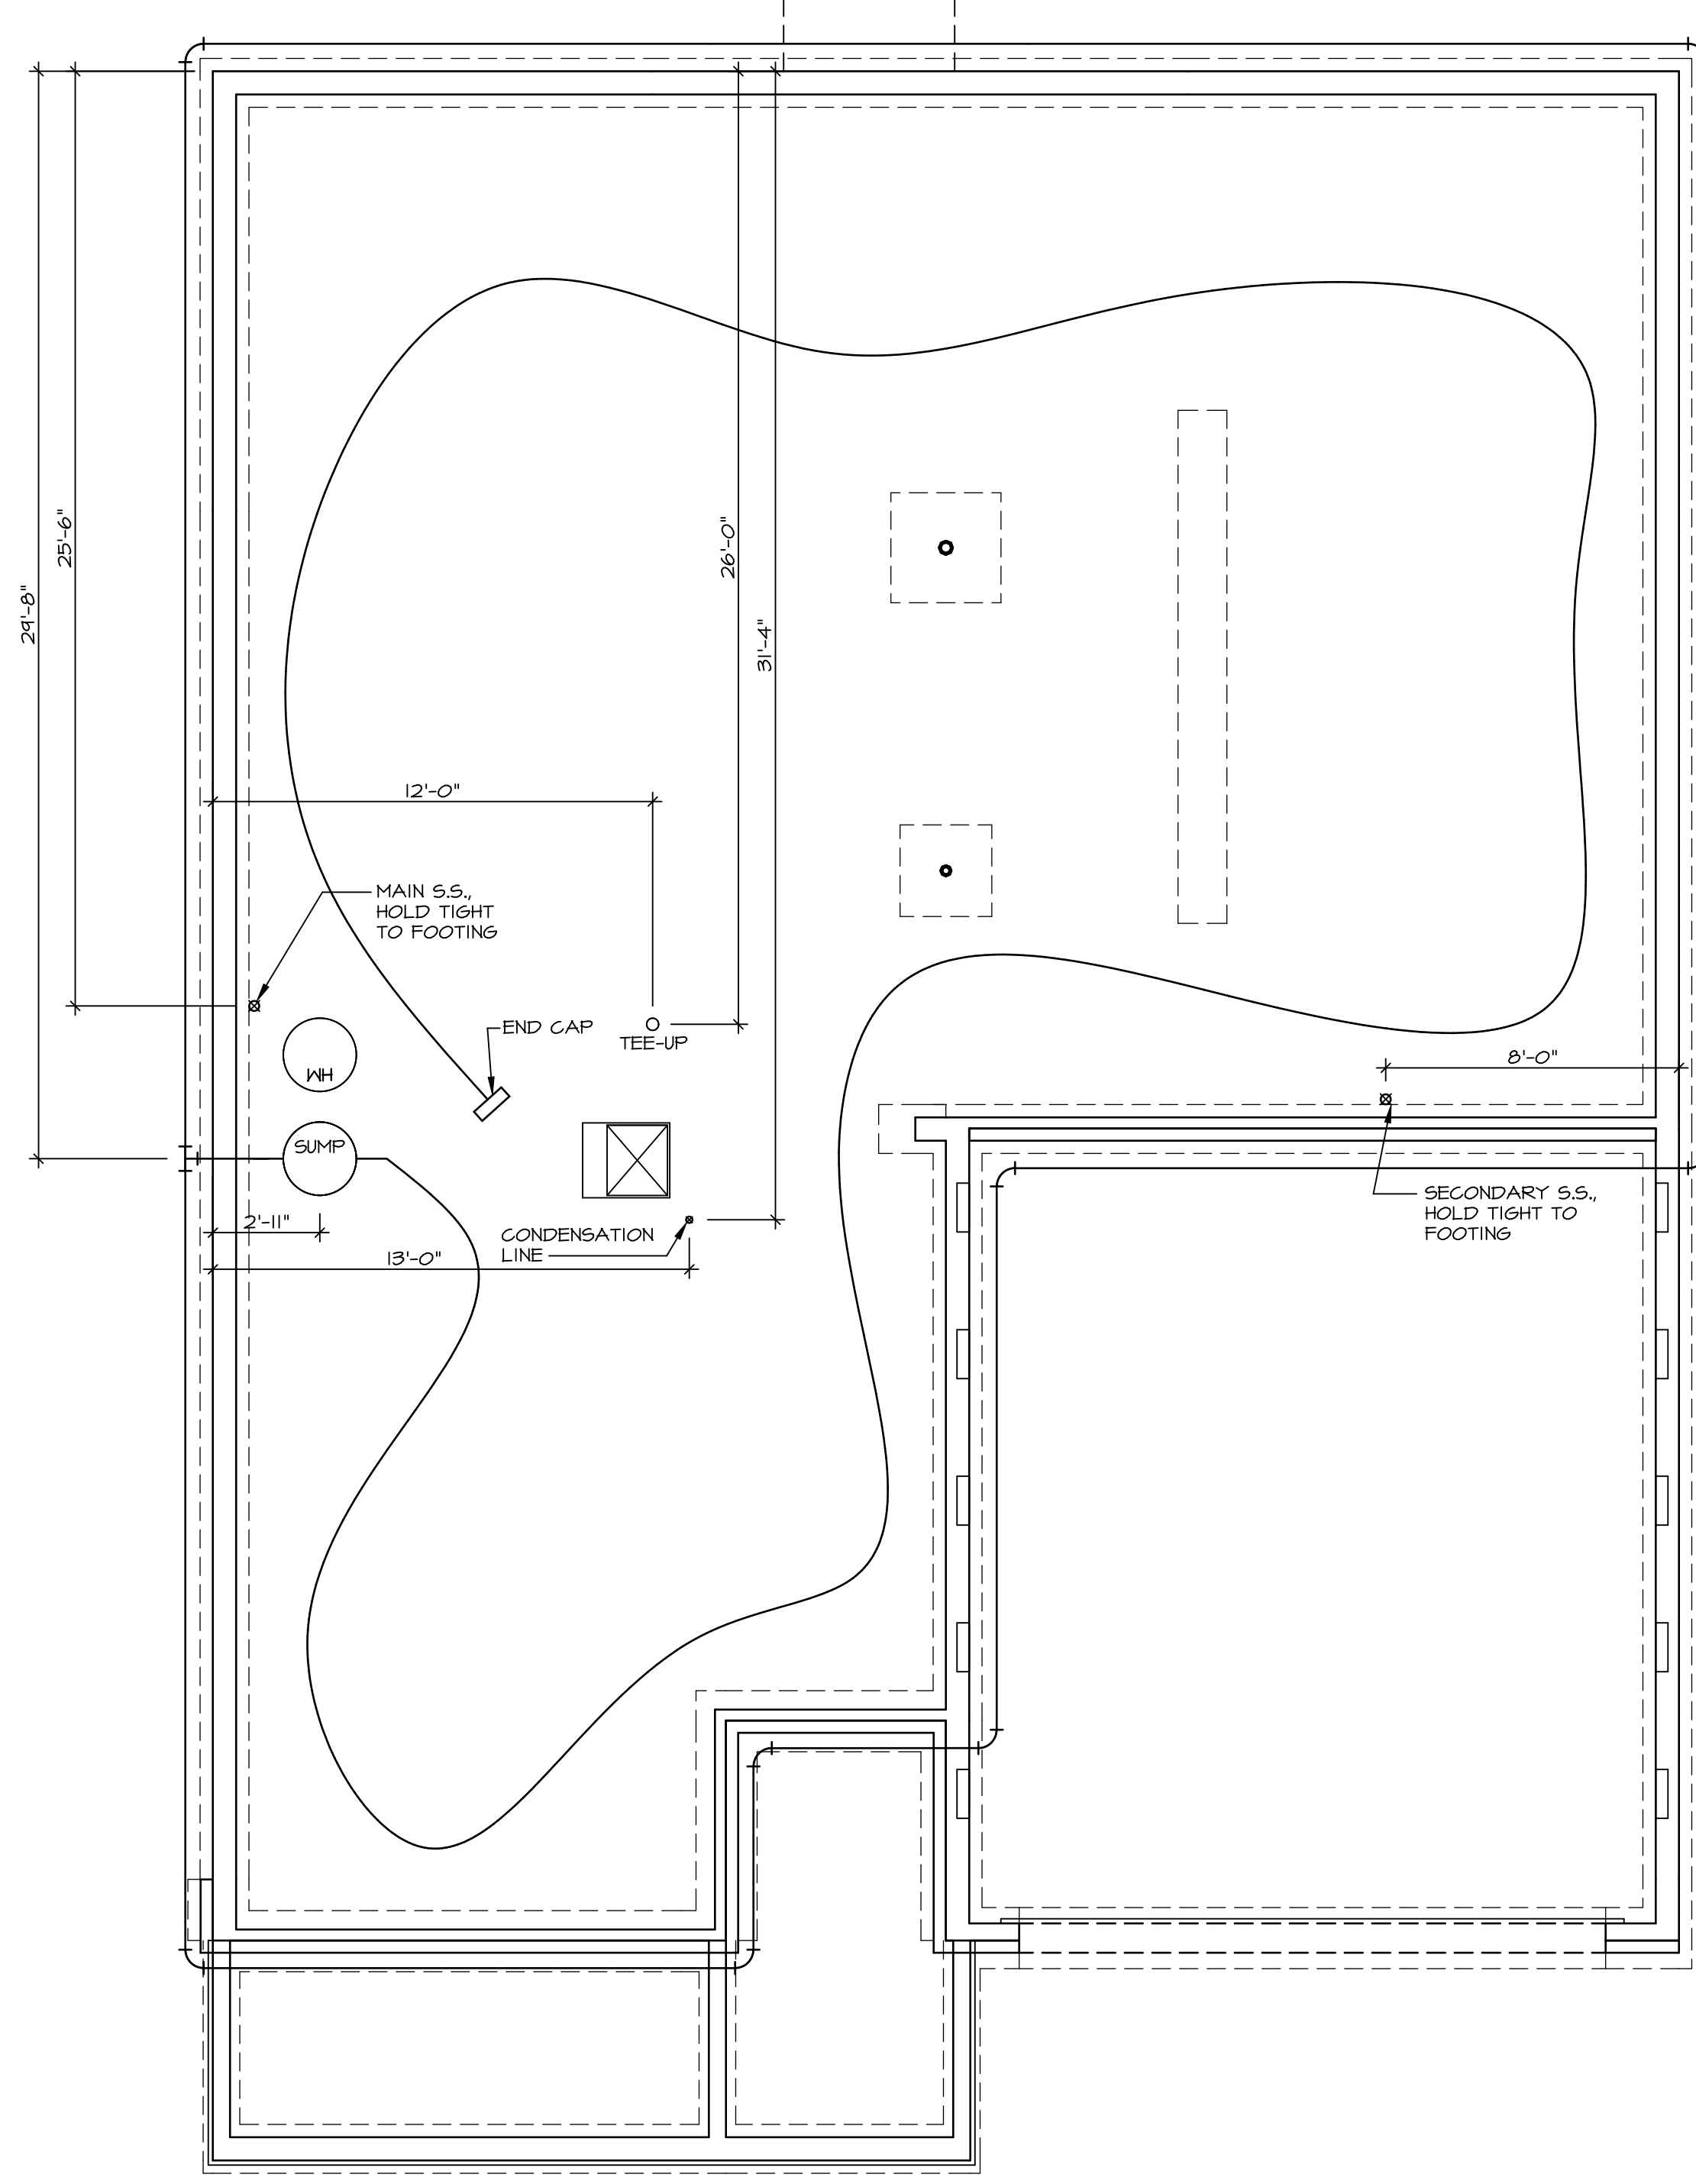 25'-6"
26'-0"
29'-8"
31'-4"
12'-0"
MAIN S.S.,
HOLD TIGHT
TO FOOTING
END CAP
TEE-UP
WH
8'-0"
SUMP
SECONDARY S.S.,
HOLD TIGHT TO
FOOTING
2'-11"
CONDENSATION
LINE
13'-0"